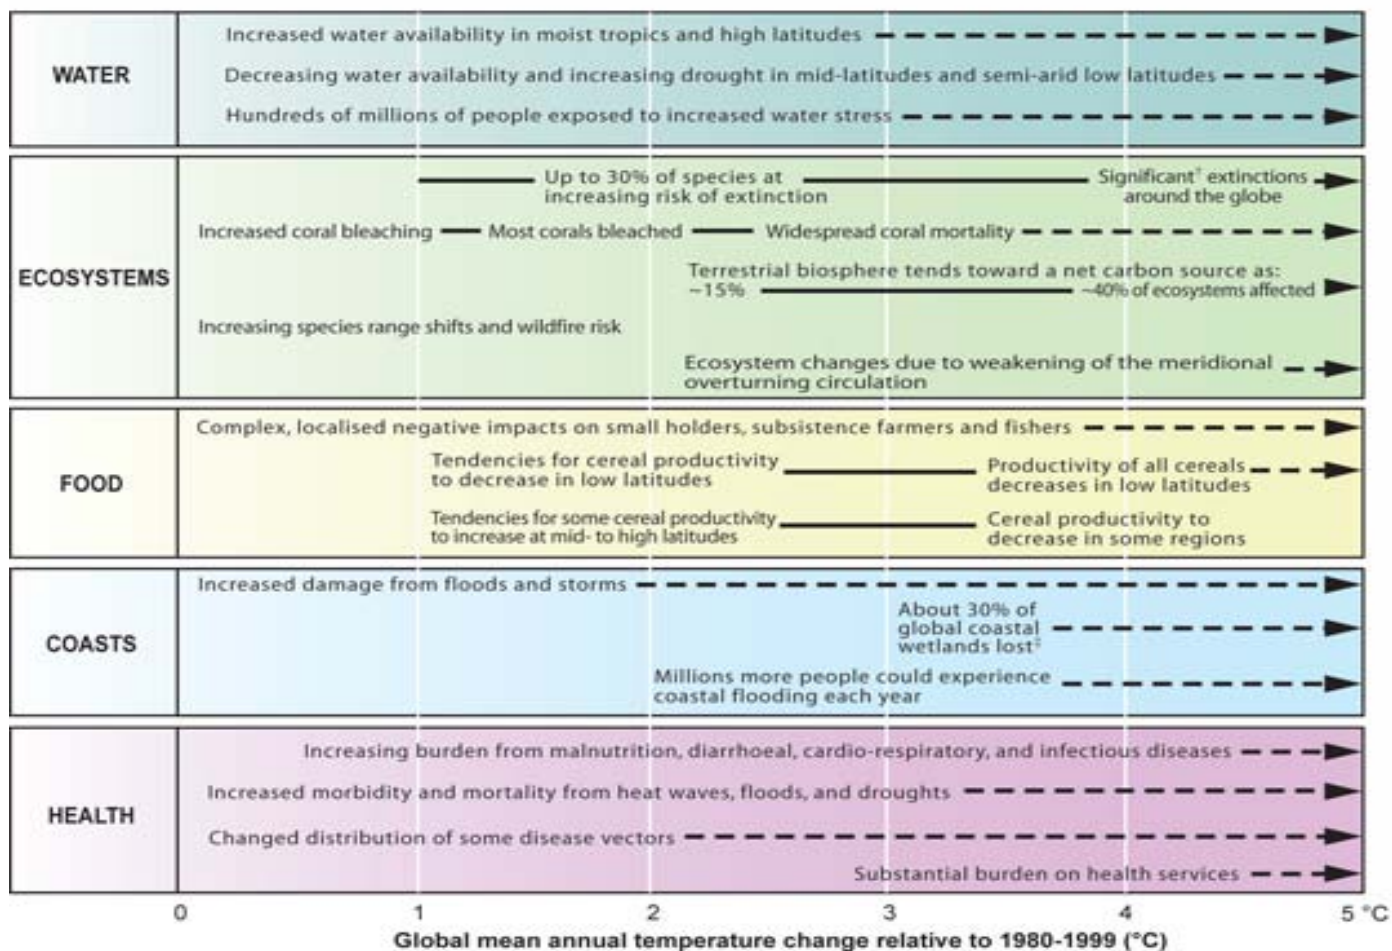 WATER
Increased water availability in moist tropics and high latitudes
Decreasing water availability and increasing drought in mid-latitudes and semi-arid low latitudes
Hundreds of millions of people exposed to increased water stress
ECOSYSTEMS
Up to 30% of species at
increasing risk of extinction
Significant† extinctions
around the globe
Increased coral bleaching
Most corals bleached
Widespread coral mortality
Terrestrial biosphere tends toward a net carbon source as:
~15%
~40% of ecosystems affected
Increasing species range shifts and wildfire risk
Ecosystem changes due to weakening of the meridional
overturning circulation
FOOD
Complex, localised negative impacts on small holders, subsistence farmers and fishers
Tendencies for cereal productivity
to decrease in low latitudes
Productivity of all cereals
decreases in low latitudes
Tendencies for some cereal productivity
to increase at mid- to high latitudes
Cereal productivity to
decrease in some regions
COASTS
Increased damage from floods and storms
About 30% of
global coastal
wetlands lost‡
Millions more people could experience
coastal flooding each year
HEALTH
Increasing burden from malnutrition, diarrhoeal, cardio-respiratory, and infectious diseases
Increased morbidity and mortality from heat waves, floods, and droughts
Changed distribution of some disease vectors
Substantial burden on health services
0 1 2 3 4 5 °C
Global mean annual temperature change relative to 1980-1999 (°C)